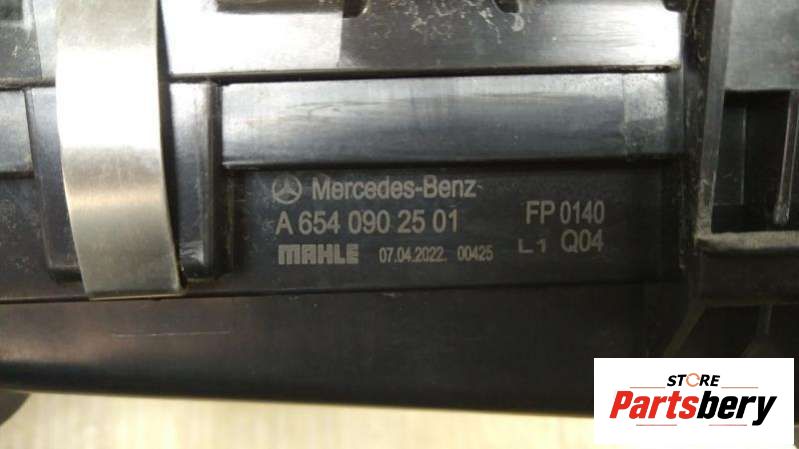 Mercedes-Benz
A 654 090 25 01
FP 0140
MAHLE 07.04.2022. 00425
L1 Q04
STORE
Partsbery